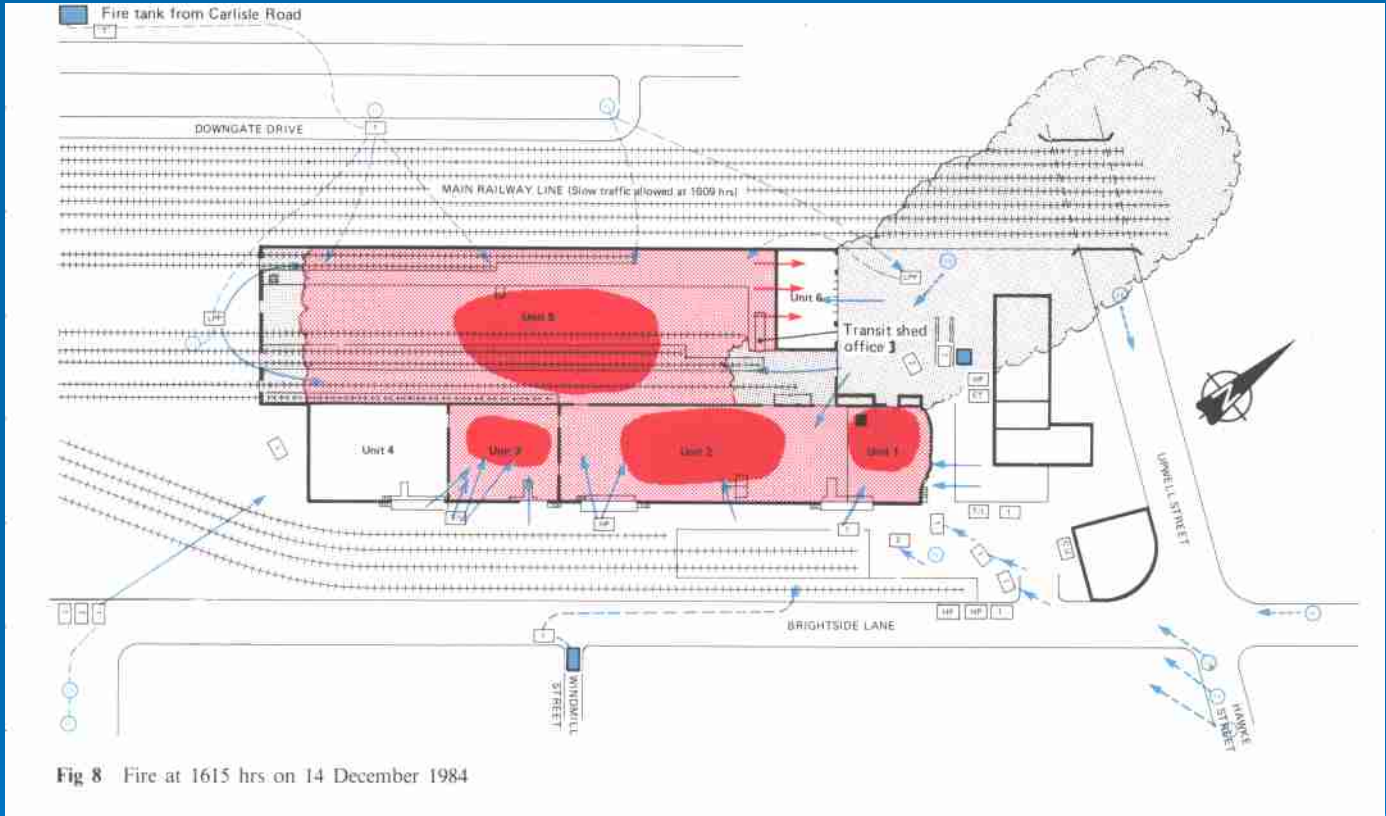 Fire tank from Carlisle Road
DOWNGATE DRIVE
MAIN RAILWAY LINE (Slow traffic allowed at 1609 hrs)
LPP
Unit 6
Unit 5
Transit shed
office 3
LPP
HP
ET
Unit 4
Unit 3
Unit 2
Unit 1
HP
UPWELL STREET
HP
HP
BRIGHTSIDE LANE
WINDMILL
STREET
HAWKE
STREET
Fig 8 Fire at 1615 hrs on 14 December 1984